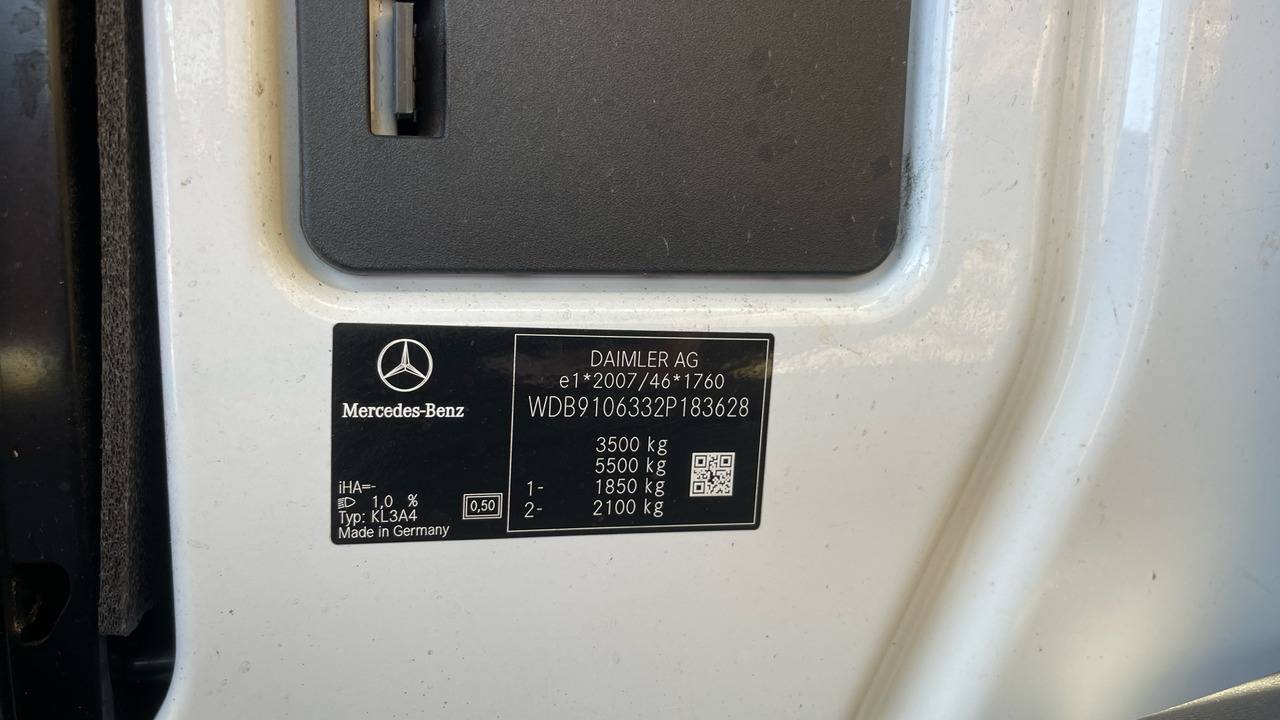 Mercedes-Benz
iHA=-
1,0 %
Typ: KL3A4
Made in Germany
0,50
DAIMLER AG
e1*2007/46*1760
WDB9106332P183628
3500 kg
5500 kg
1- 1850 kg
2- 2100 kg